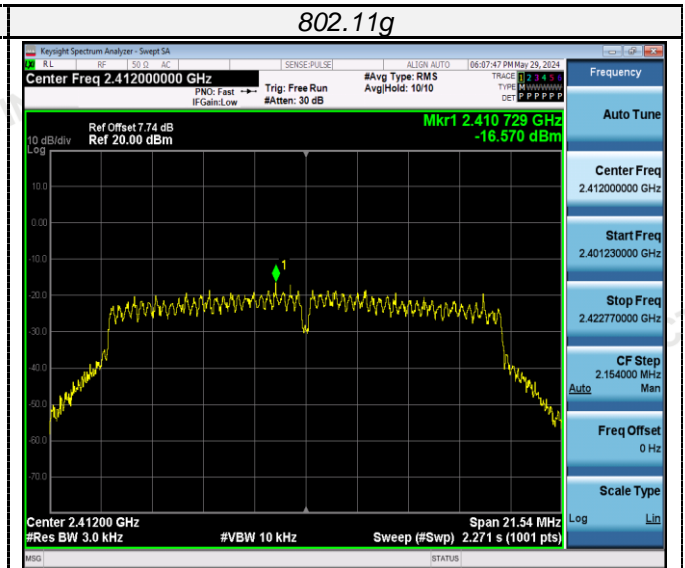 802.11g
Keysight Spectrum Analyzer - Swept SA
RL RF 50 Ω AC SENSE:PULSE ALIGN AUTO 06:07:47 PM May 29, 2024
Center Freq 2.412000000 GHz
PNO: Fast
IFGain:Low
Trig: Free Run
#Atten: 30 dB
#Avg Type: RMS
Avg|Hold: 10/10
TRACE 1 2 3 4 5 6
TYPE M WWWWW
DET P P P P P P
Frequency
Mkr1 2.410 729 GHz
-16.570 dBm
Ref Offset 7.74 dB
10 dB/div Ref 20.00 dBm
Log
10.0
0.00
-10.0
-20.0
-30.0
-40.0
-50.0
-60.0
-70.0
1
Center 2.41200 GHz Span 21.54 MHz
#Res BW 3.0 kHz #VBW 10 kHz Sweep (#Swp) 2.271 s (1001 pts)
MSG STATUS
Auto Tune
Center Freq
2.412000000 GHz
Start Freq
2.401230000 GHz
Stop Freq
2.422770000 GHz
CF Step
2.154000 MHz
Auto Man
Freq Offset
0 Hz
Scale Type
Log Lin